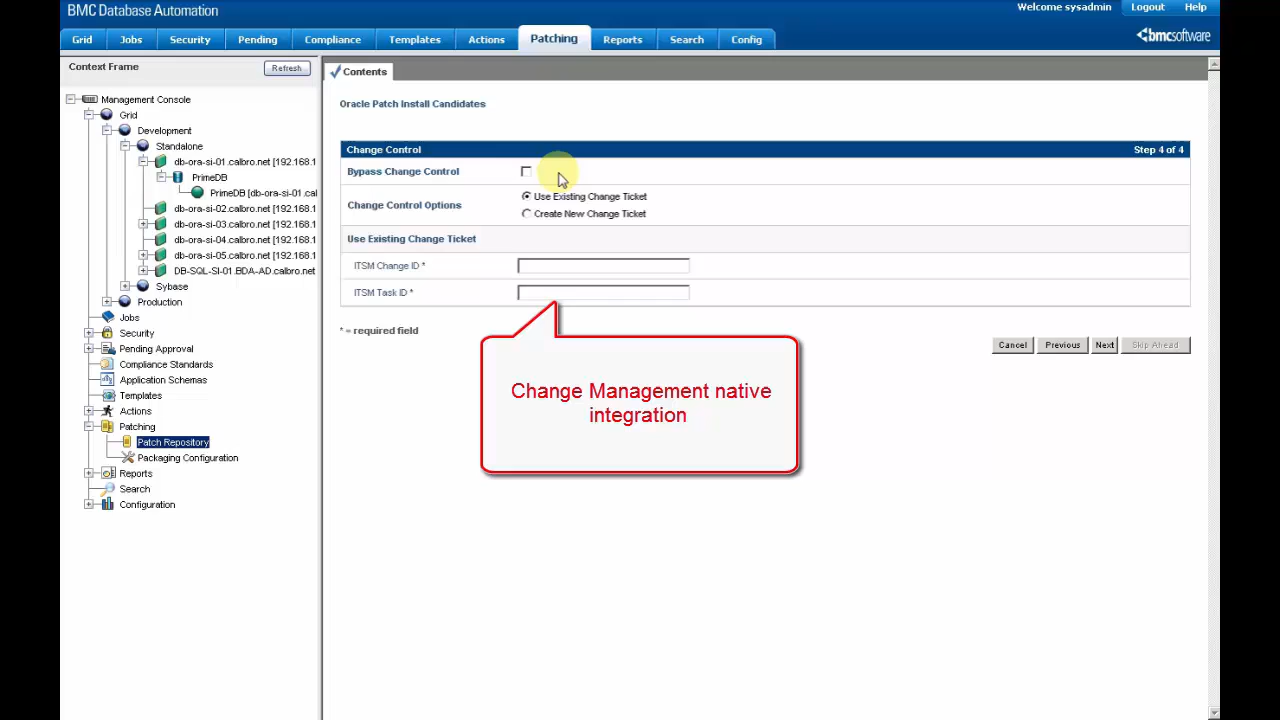 BMC Database Automation
Welcome sysadmin
Logout
Help
Grid
Jobs
Security
Pending
Compliance
Templates
Actions
Patching
Reports
Search
Config
bmcsoftware
Context Frame
Refresh
Management Console
Grid
Development
Standalone
db-ora-si-01.calbro.net [192.168.1
PrimeDB
PrimeDB [db-ora-si-01.cal
db-ora-si-02.calbro.net [192.168.1
db-ora-si-03.calbro.net [192.168.1
db-ora-si-04.calbro.net [192.168.1
db-ora-si-05.calbro.net [192.168.1
DB-SQL-SI-01.BDA-AD.calbro.net
Sybase
Production
Jobs
Security
Pending Approval
Compliance Standards
Application Schemas
Templates
Actions
Patching
Patch Repository
Packaging Configuration
Reports
Search
Configuration
Contents
Oracle Patch Install Candidates
Change Control
Step 4 of 4
Bypass Change Control
Change Control Options
Use Existing Change Ticket
Create New Change Ticket
Use Existing Change Ticket
ITSM Change ID *
ITSM Task ID *
* = required field
Cancel
Previous
Next
Skip Ahead
Change Management native
integration